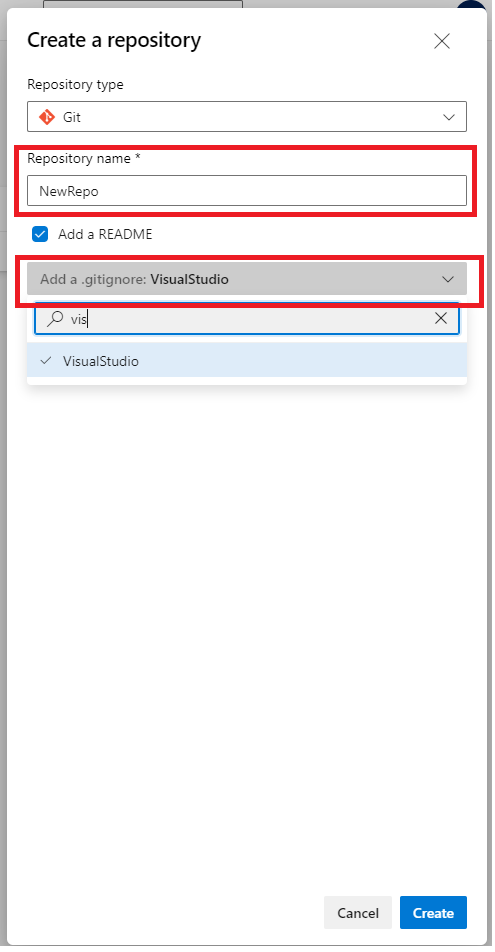 Create a repository
Repository type
Git
Repository name *
NewRepo
Add a README
Add a .gitignore: VisualStudio
vis
VisualStudio
Cancel
Create